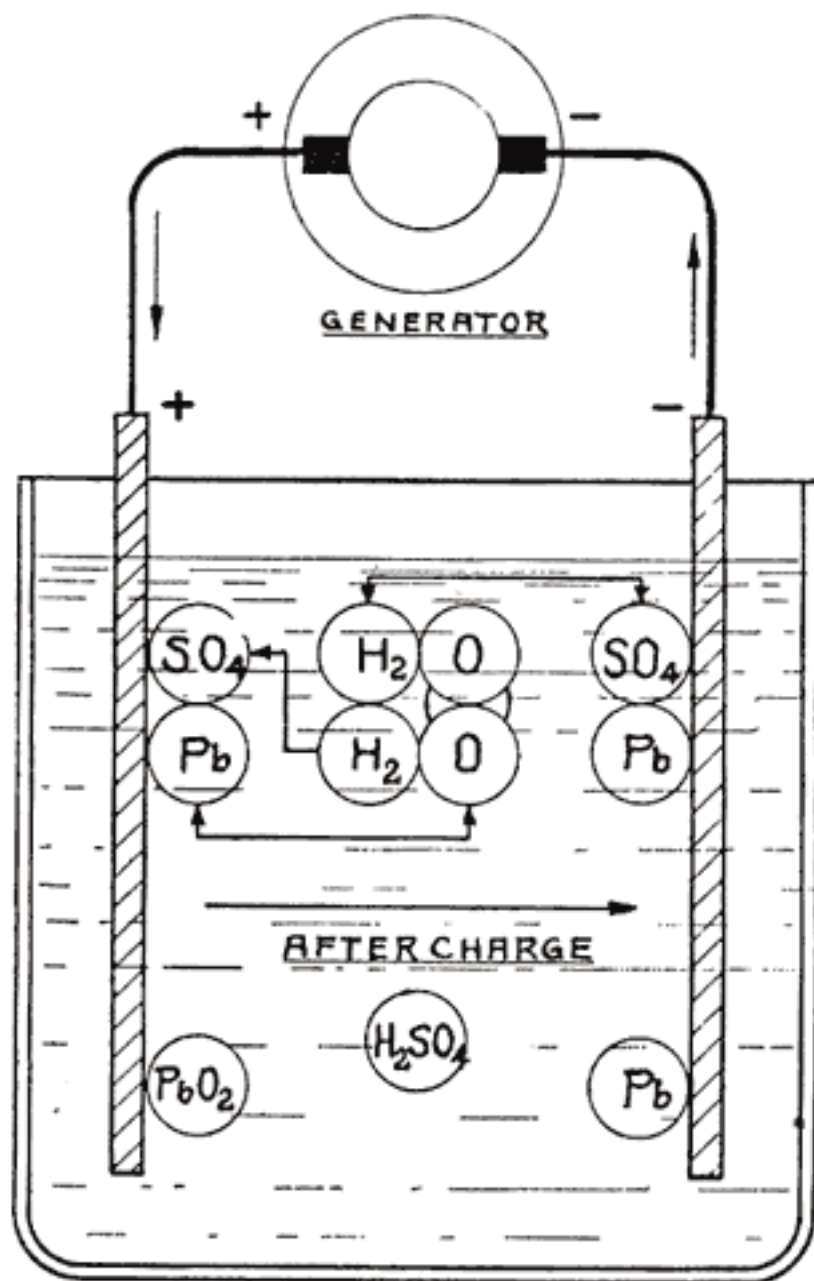 + −
GENERATOR
+ −
SO₄ H₂ O SO₄
Pb H₂ O Pb
AFTER CHARGE
H₂SO₄
PbO₂ Pb